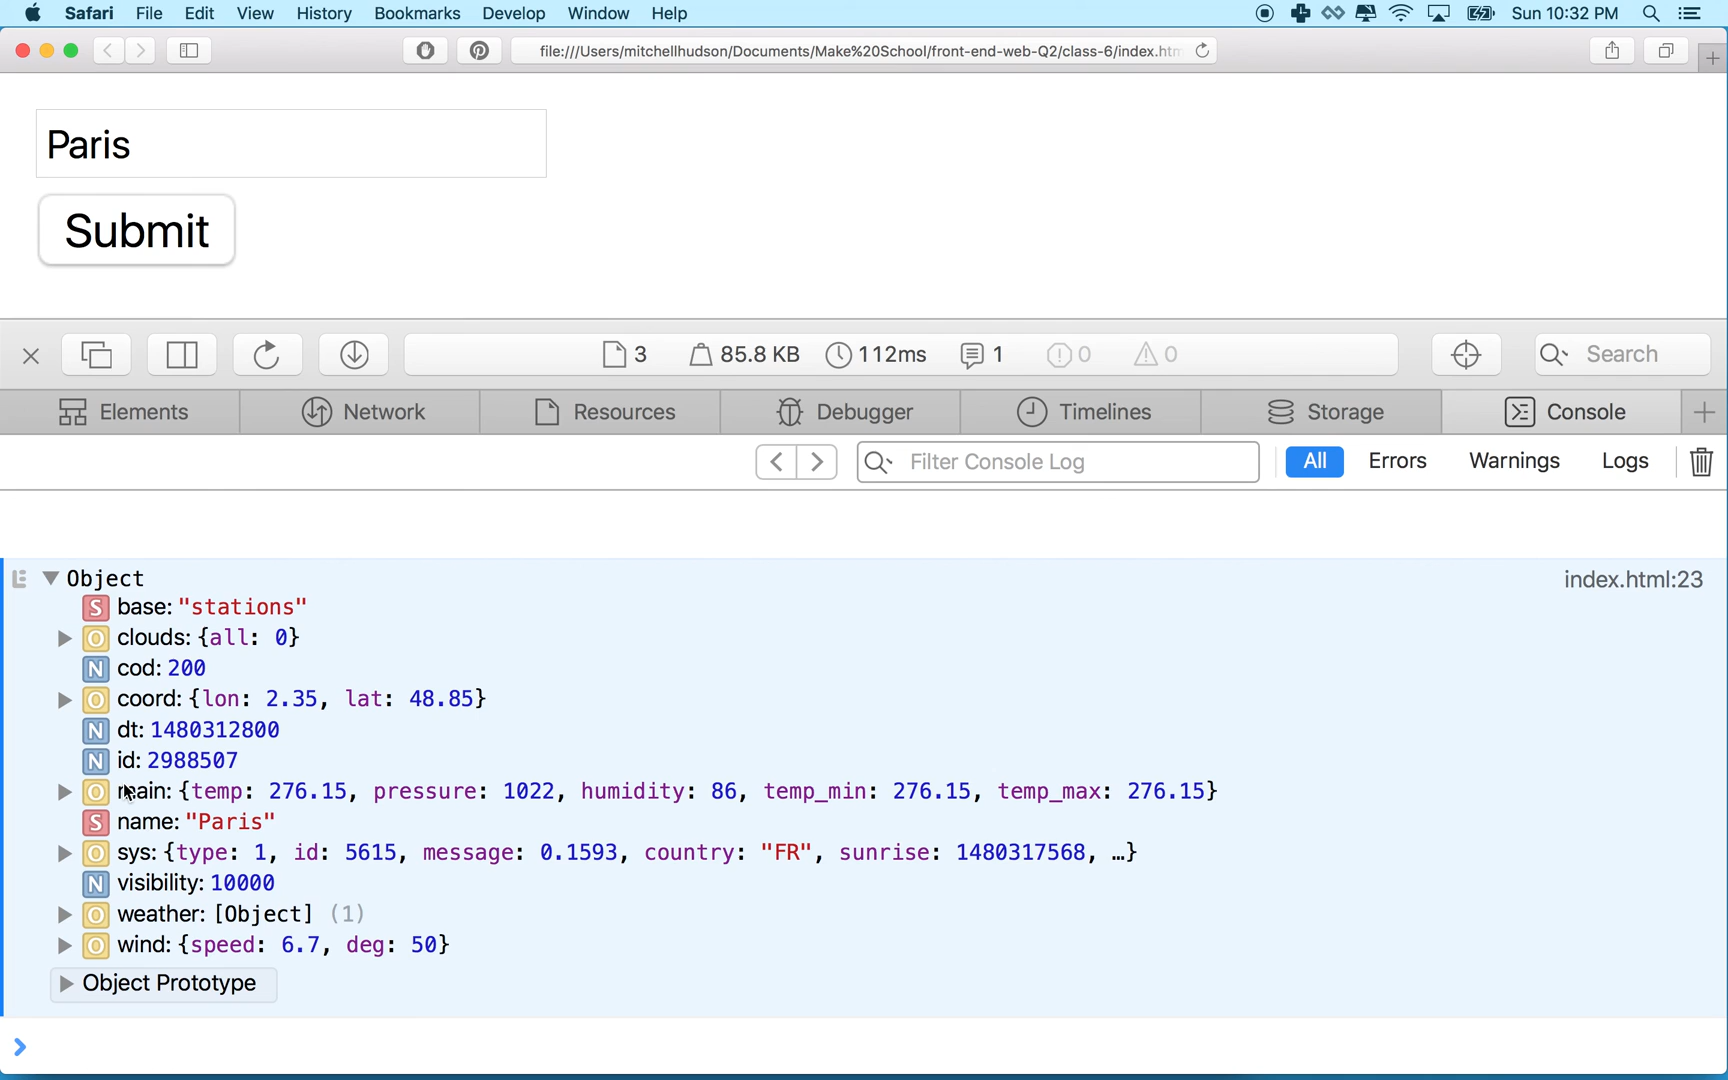 Safari File Edit View History Bookmarks Develop Window Help Sun 10:32 PM
file:///Users/mitchellhudson/Documents/Make%20School/front-end-web-Q2/class-6/index.htm
Paris
Submit
3 85.8 KB 112ms 1 0 0 Search
Elements Network Resources Debugger Timelines Storage Console
Filter Console Log All Errors Warnings Logs
Object index.html:23
S base: "stations"
O clouds: {all: 0}
N cod: 200
O coord: {lon: 2.35, lat: 48.85}
N dt: 1480312800
N id: 2988507
O main: {temp: 276.15, pressure: 1022, humidity: 86, temp_min: 276.15, temp_max: 276.15}
S name: "Paris"
O sys: {type: 1, id: 5615, message: 0.1593, country: "FR", sunrise: 1480317568, …}
N visibility: 10000
O weather: [Object] (1)
O wind: {speed: 6.7, deg: 50}
Object Prototype